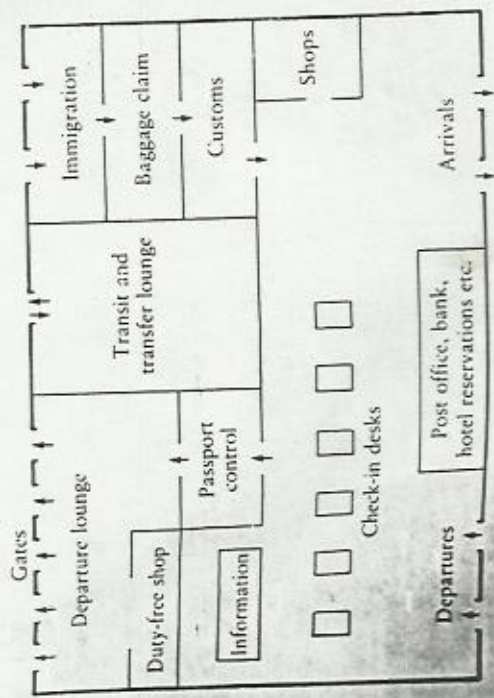 Gates
Departure lounge
Duty-free shop
Information
Passport
control
Transit and
transfer lounge
Immigration
Baggage claim
Customs
Shops
Check-in desks
Departures
Post office, bank,
hotel reservations etc.
Arrivals